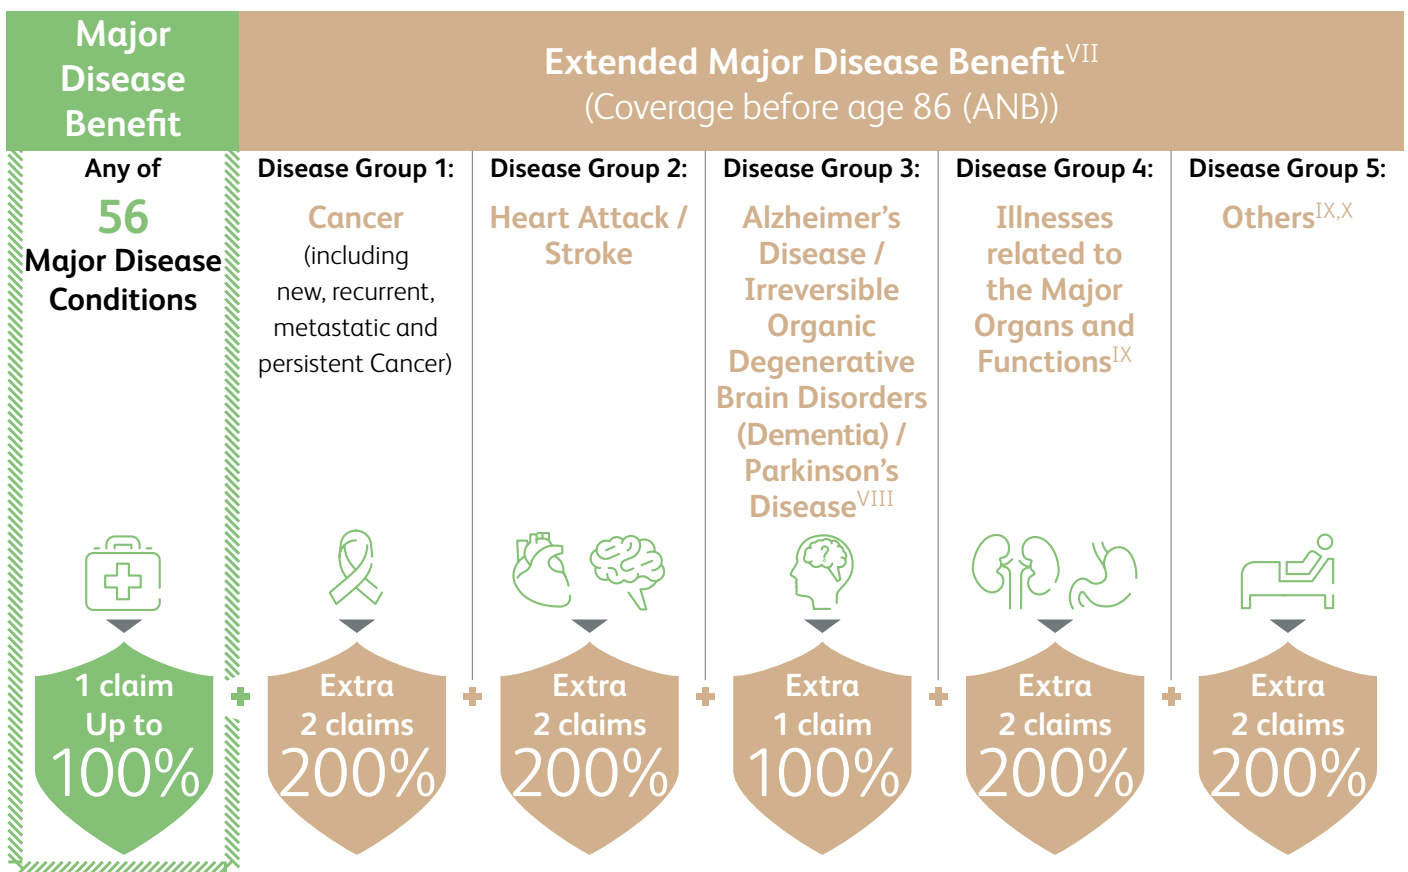 Major
Disease
Benefit
Extended Major Disease BenefitVII
(Coverage before age 86 (ANB))
Any of
56
Major Disease
Conditions
Disease Group 1:
Cancer
(including
new, recurrent,
metastatic and
persistent Cancer)
Disease Group 2:
Heart Attack /
Stroke
Disease Group 3:
Alzheimer’s
Disease /
Irreversible
Organic
Degenerative
Brain Disorders
(Dementia) /
Parkinson’s
DiseaseVIII
Disease Group 4:
Illnesses
related to
the Major
Organs and
FunctionsIX
Disease Group 5:
OthersIX,X
?
1 claim
Up to
100%
+
Extra
2 claims
200%
+
Extra
2 claims
200%
+
Extra
1 claim
100%
+
Extra
2 claims
200%
+
Extra
2 claims
200%